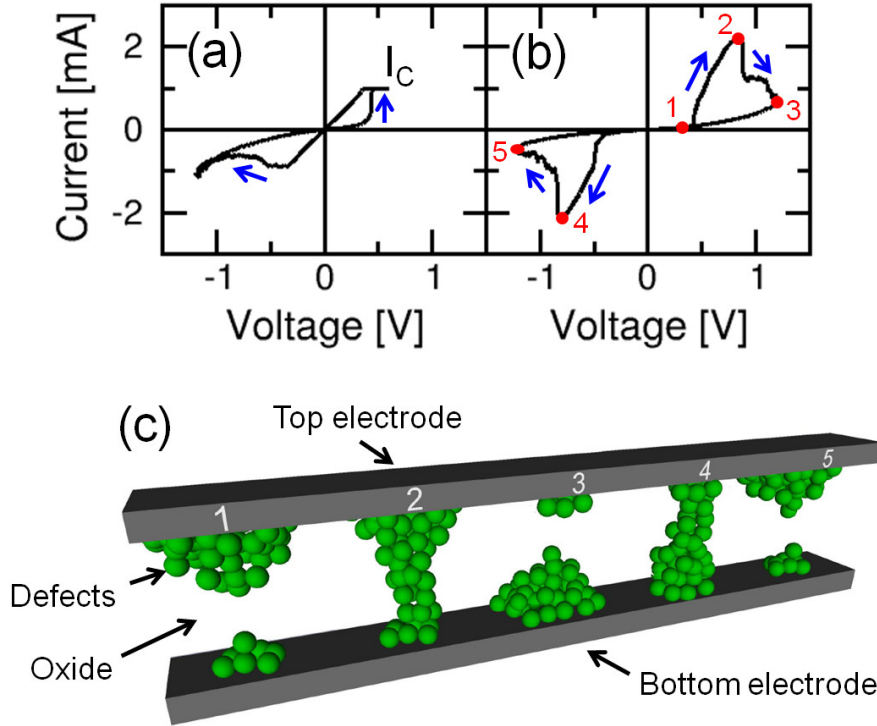 (a)
(b)
Current [mA]
2
0
-2
I_C
1
2
3
4
5
-1
0
1
-1
0
1
Voltage [V]
Voltage [V]
(c)
Top electrode
1
2
3
4
5
Defects
Oxide
Bottom electrode